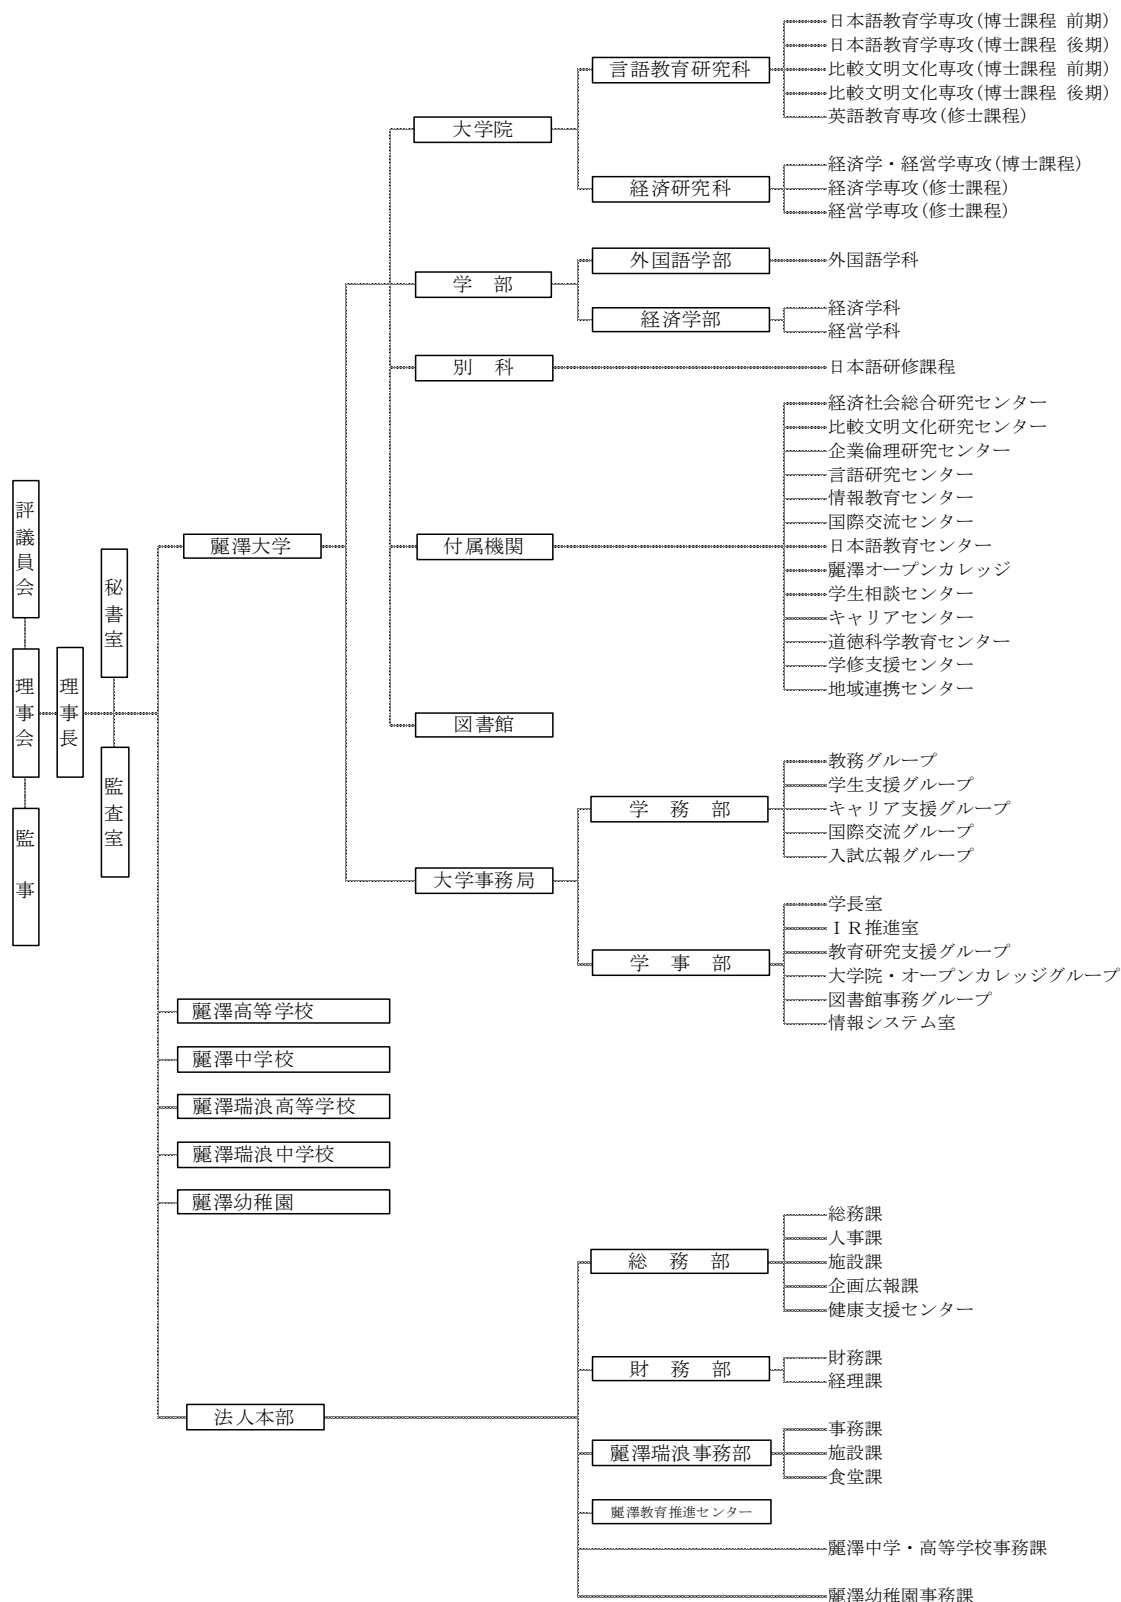 評議員会
理事会
監事
理事長
秘書室
監査室
麗澤大学
大学院
言語教育研究科
日本語教育学専攻(博士課程 前期)
日本語教育学専攻(博士課程 後期)
比較文明文化専攻(博士課程 前期)
比較文明文化専攻(博士課程 後期)
英語教育専攻(修士課程)
経済研究科
経済学・経営学専攻(博士課程)
経済学専攻(修士課程)
経営学専攻(修士課程)
学 部
外国語学部
外国語学科
経済学部
経済学科
経営学科
別 科
日本語研修課程
付属機関
経済社会総合研究センター
比較文明文化研究センター
企業倫理研究センター
言語研究センター
情報教育センター
国際交流センター
日本語教育センター
麗澤オープンカレッジ
学生相談センター
キャリアセンター
道徳科学教育センター
学修支援センター
地域連携センター
図書館
大学事務局
学 務 部
教務グループ
学生支援グループ
キャリア支援グループ
国際交流グループ
入試広報グループ
学 事 部
学長室
ＩＲ推進室
教育研究支援グループ
大学院・オープンカレッジグループ
図書館事務グループ
情報システム室
麗澤高等学校
麗澤中学校
麗澤瑞浪高等学校
麗澤瑞浪中学校
麗澤幼稚園
法人本部
総 務 部
総務課
人事課
施設課
企画広報課
健康支援センター
財 務 部
財務課
経理課
麗澤瑞浪事務部
事務課
施設課
食堂課
麗澤教育推進センター
麗澤中学・高等学校事務課
麗澤幼稚園事務課